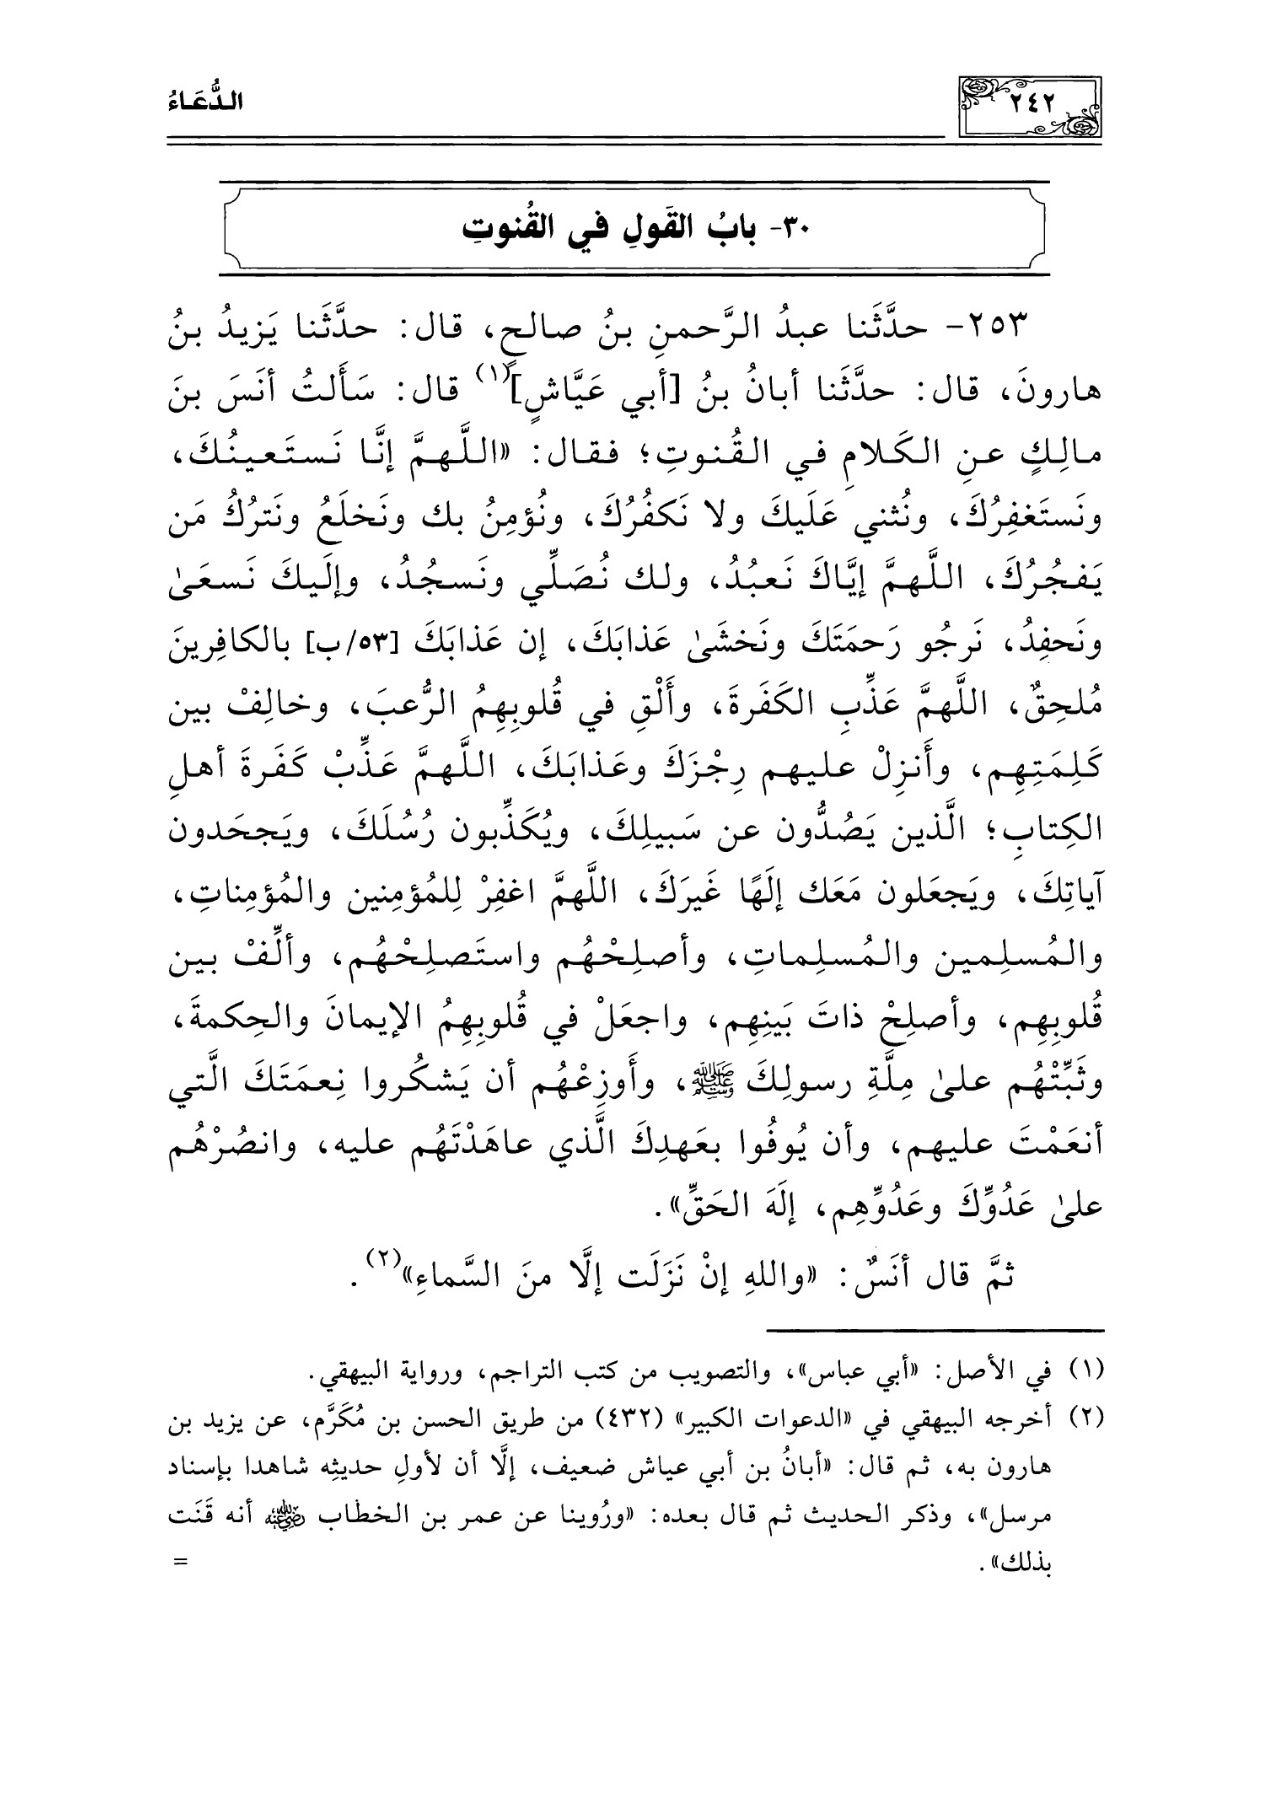 ٢٤٢
الدُّعَاءُ
٣٠- بابُ القَولِ في القُنوتِ
٢٥٣- حدَّثَنا عبدُ الرَّحمنِ بنُ صالحٍ، قال: حدَّثَنا يَزيدُ بنُ
هارونَ، قال: حدَّثَنا أبانُ بنُ [أبي عَيَّاشٍ](١) قال: سَأَلتُ أنَسَ بنَ
مالِكٍ عنِ الكَلامِ في القُنوتِ؛ فقال: «اللَّهمَّ إنَّا نَستَعينُكَ،
ونَستَغفِرُكَ، ونُثني عَلَيكَ ولا نَكفُرُكَ، ونُؤمِنُ بك ونَخلَعُ ونَترُكُ مَن
يَفجُرُكَ، اللَّهمَّ إيَّاكَ نَعبُدُ، ولك نُصَلِّي ونَسجُدُ، وإلَيكَ نَسعَىٰ
ونَحفِدُ، نَرجُو رَحمَتَكَ ونَخشَىٰ عَذابَكَ، إن عَذابَكَ [٥٣/ب] بالكافِرينَ
مُلحِقٌ، اللَّهمَّ عَذِّبِ الكَفَرةَ، وأَلْقِ في قُلوبِهِمُ الرُّعبَ، وخالِفْ بين
كَلِمَتِهِم، وأَنزِلْ عليهم رِجْزَكَ وعَذابَكَ، اللَّهمَّ عَذِّبْ كَفَرةَ أهلِ
الكِتابِ؛ الَّذين يَصُدُّون عن سَبيلِكَ، ويُكَذِّبون رُسُلَكَ، ويَجحَدون
آياتِكَ، ويَجعَلون مَعَك إلَهًا غَيرَكَ، اللَّهمَّ اغفِرْ لِلمُؤمِنين والمُؤمِناتِ،
والمُسلِمين والمُسلِماتِ، وأصلِحْهُم واستَصلِحْهُم، وألِّفْ بين
قُلوبِهِم، وأصلِحْ ذاتَ بَينِهِم، واجعَلْ في قُلوبِهِمُ الإيمانَ والحِكمةَ،
وثَبِّتْهُم علىٰ مِلَّةِ رسولِكَ ﷺ، وأَوزِعْهُم أن يَشكُروا نِعمَتَكَ الَّتي
أنعَمْتَ عليهم، وأن يُوفُوا بعَهدِكَ الَّذي عاهَدْتَهُم عليه، وانصُرْهُم
علىٰ عَدُوِّكَ وعَدُوِّهِم، إلَهَ الحَقِّ».
ثمَّ قال أنَسٌ: «واللهِ إنْ نَزَلَت إلَّا منَ السَّماءِ»(٢).
(١) في الأصل: «أبي عباس»، والتصويب من كتب التراجم، ورواية البيهقي.
(٢) أخرجه البيهقي في «الدعوات الكبير» (٤٣٢) من طريق الحسن بن مُكَرَّم، عن يزيد بن
هارون به، ثم قال: «أبانُ بن أبي عياش ضعيف، إلَّا أن لأولِ حديثِه شاهدا بإسناد
مرسل»، وذكر الحديث ثم قال بعده: «ورُوينا عن عمر بن الخطاب رضي الله عنه أنه قَنَت
بذلك». =